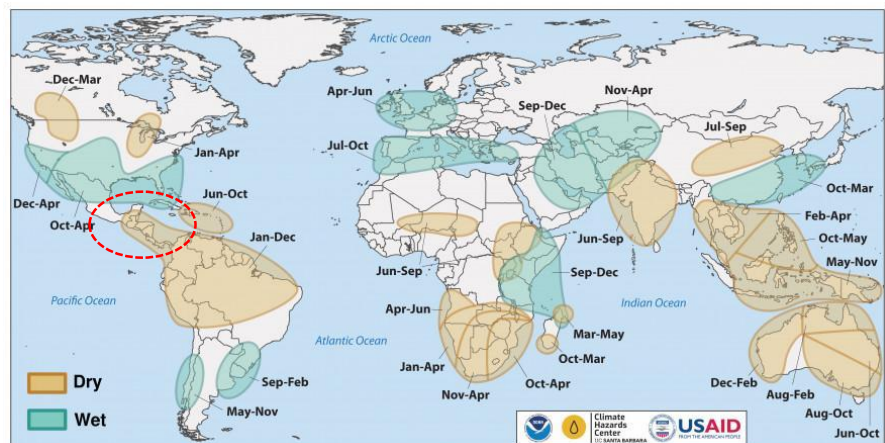 Arctic Ocean
Dec-Mar
Apr-Jun
Nov-Apr
Sep-Dec
Jul-Sep
Jan-Apr
Jul-Oct
Dec-Apr
Jun-Oct
Oct-Mar
Oct-Apr
Feb-Apr
Jan-Dec
Jun-Sep
Oct-May
Jun-Sep
Sep-Dec
May-Nov
Pacific Ocean
Apr-Jun
Indian Ocean
Atlantic Ocean
Mar-May
Jan-Apr
Oct-Mar
Dry
Sep-Feb
Nov-Apr
Oct-Apr
Dec-Feb
Aug-Feb
Wet
May-Nov
Aug-Oct
Jun-Oct
NOAA
Climate
Hazards
Center
UC SANTA BARBARA
USAID
FROM THE AMERICAN PEOPLE